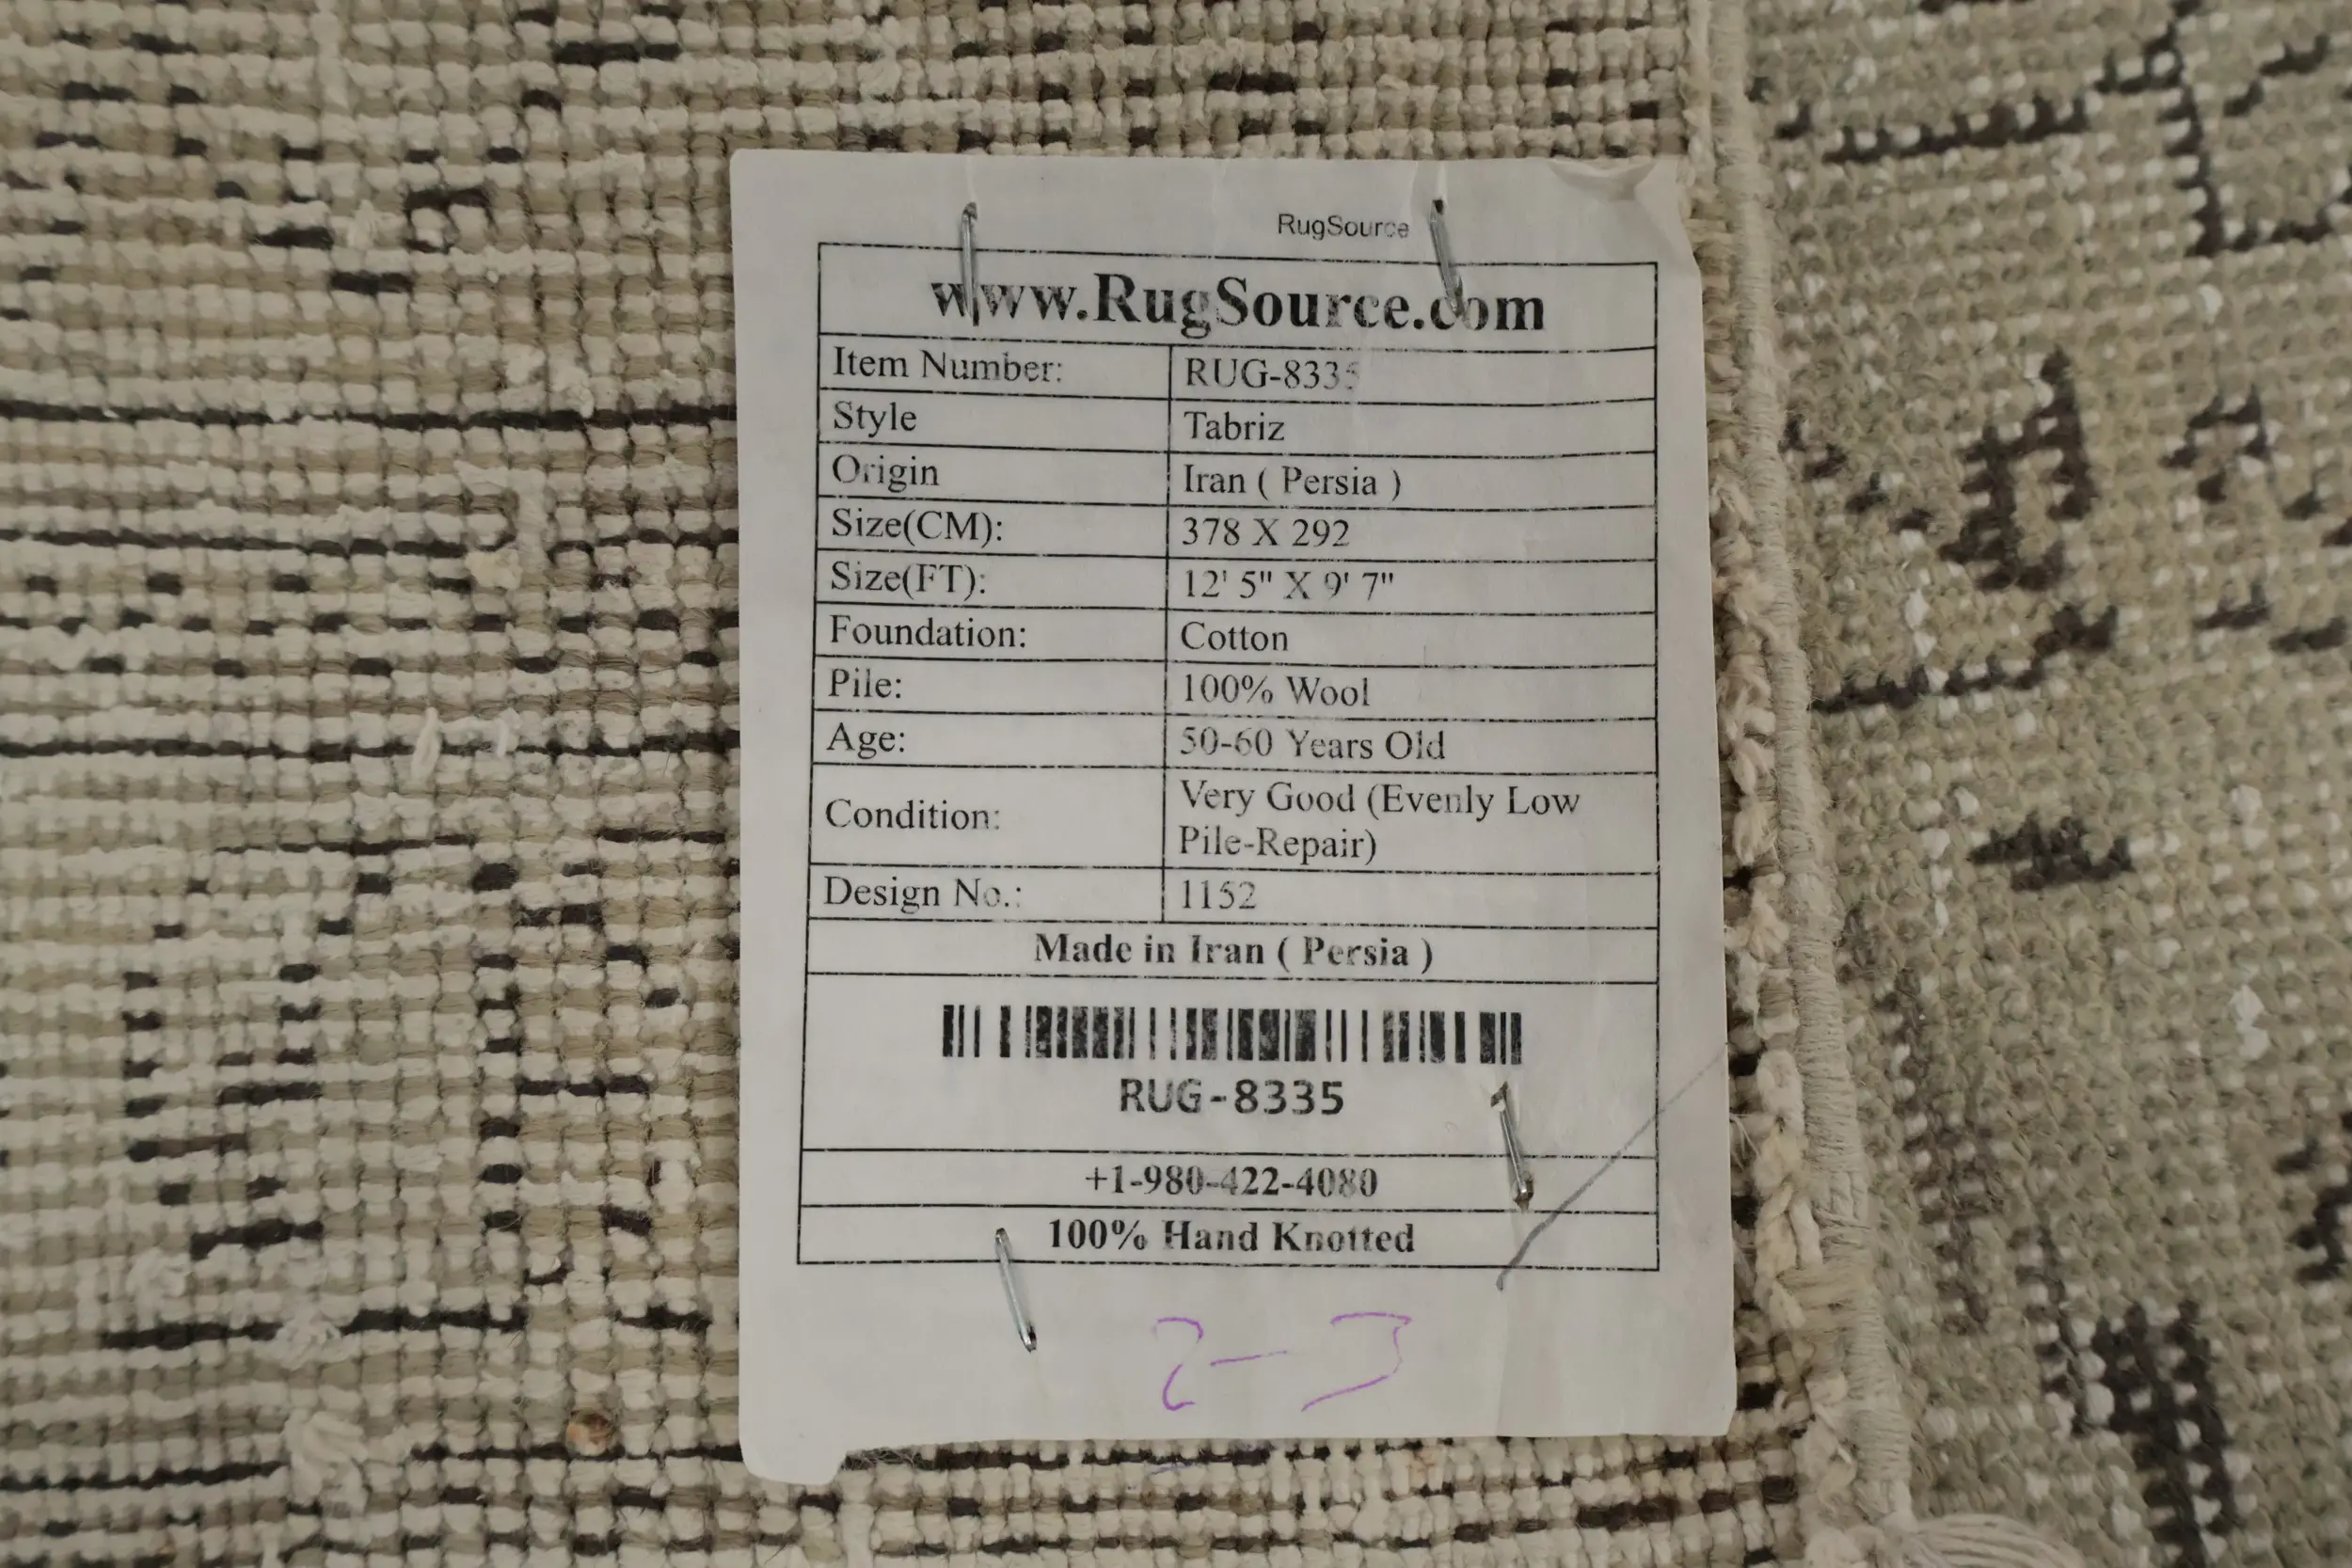 RugSource
www.RugSource.com
Item Number: RUG-8335
Style Tabriz
Origin Iran ( Persia )
Size(CM): 378 X 292
Size(FT): 12' 5" X 9' 7"
Foundation: Cotton
Pile: 100% Wool
Age: 50-60 Years Old
Condition: Very Good (Evenly Low
Pile-Repair)
Design No.: 1152
Made in Iran ( Persia )
RUG-8335
+1-980-422-4080
100% Hand Knotted